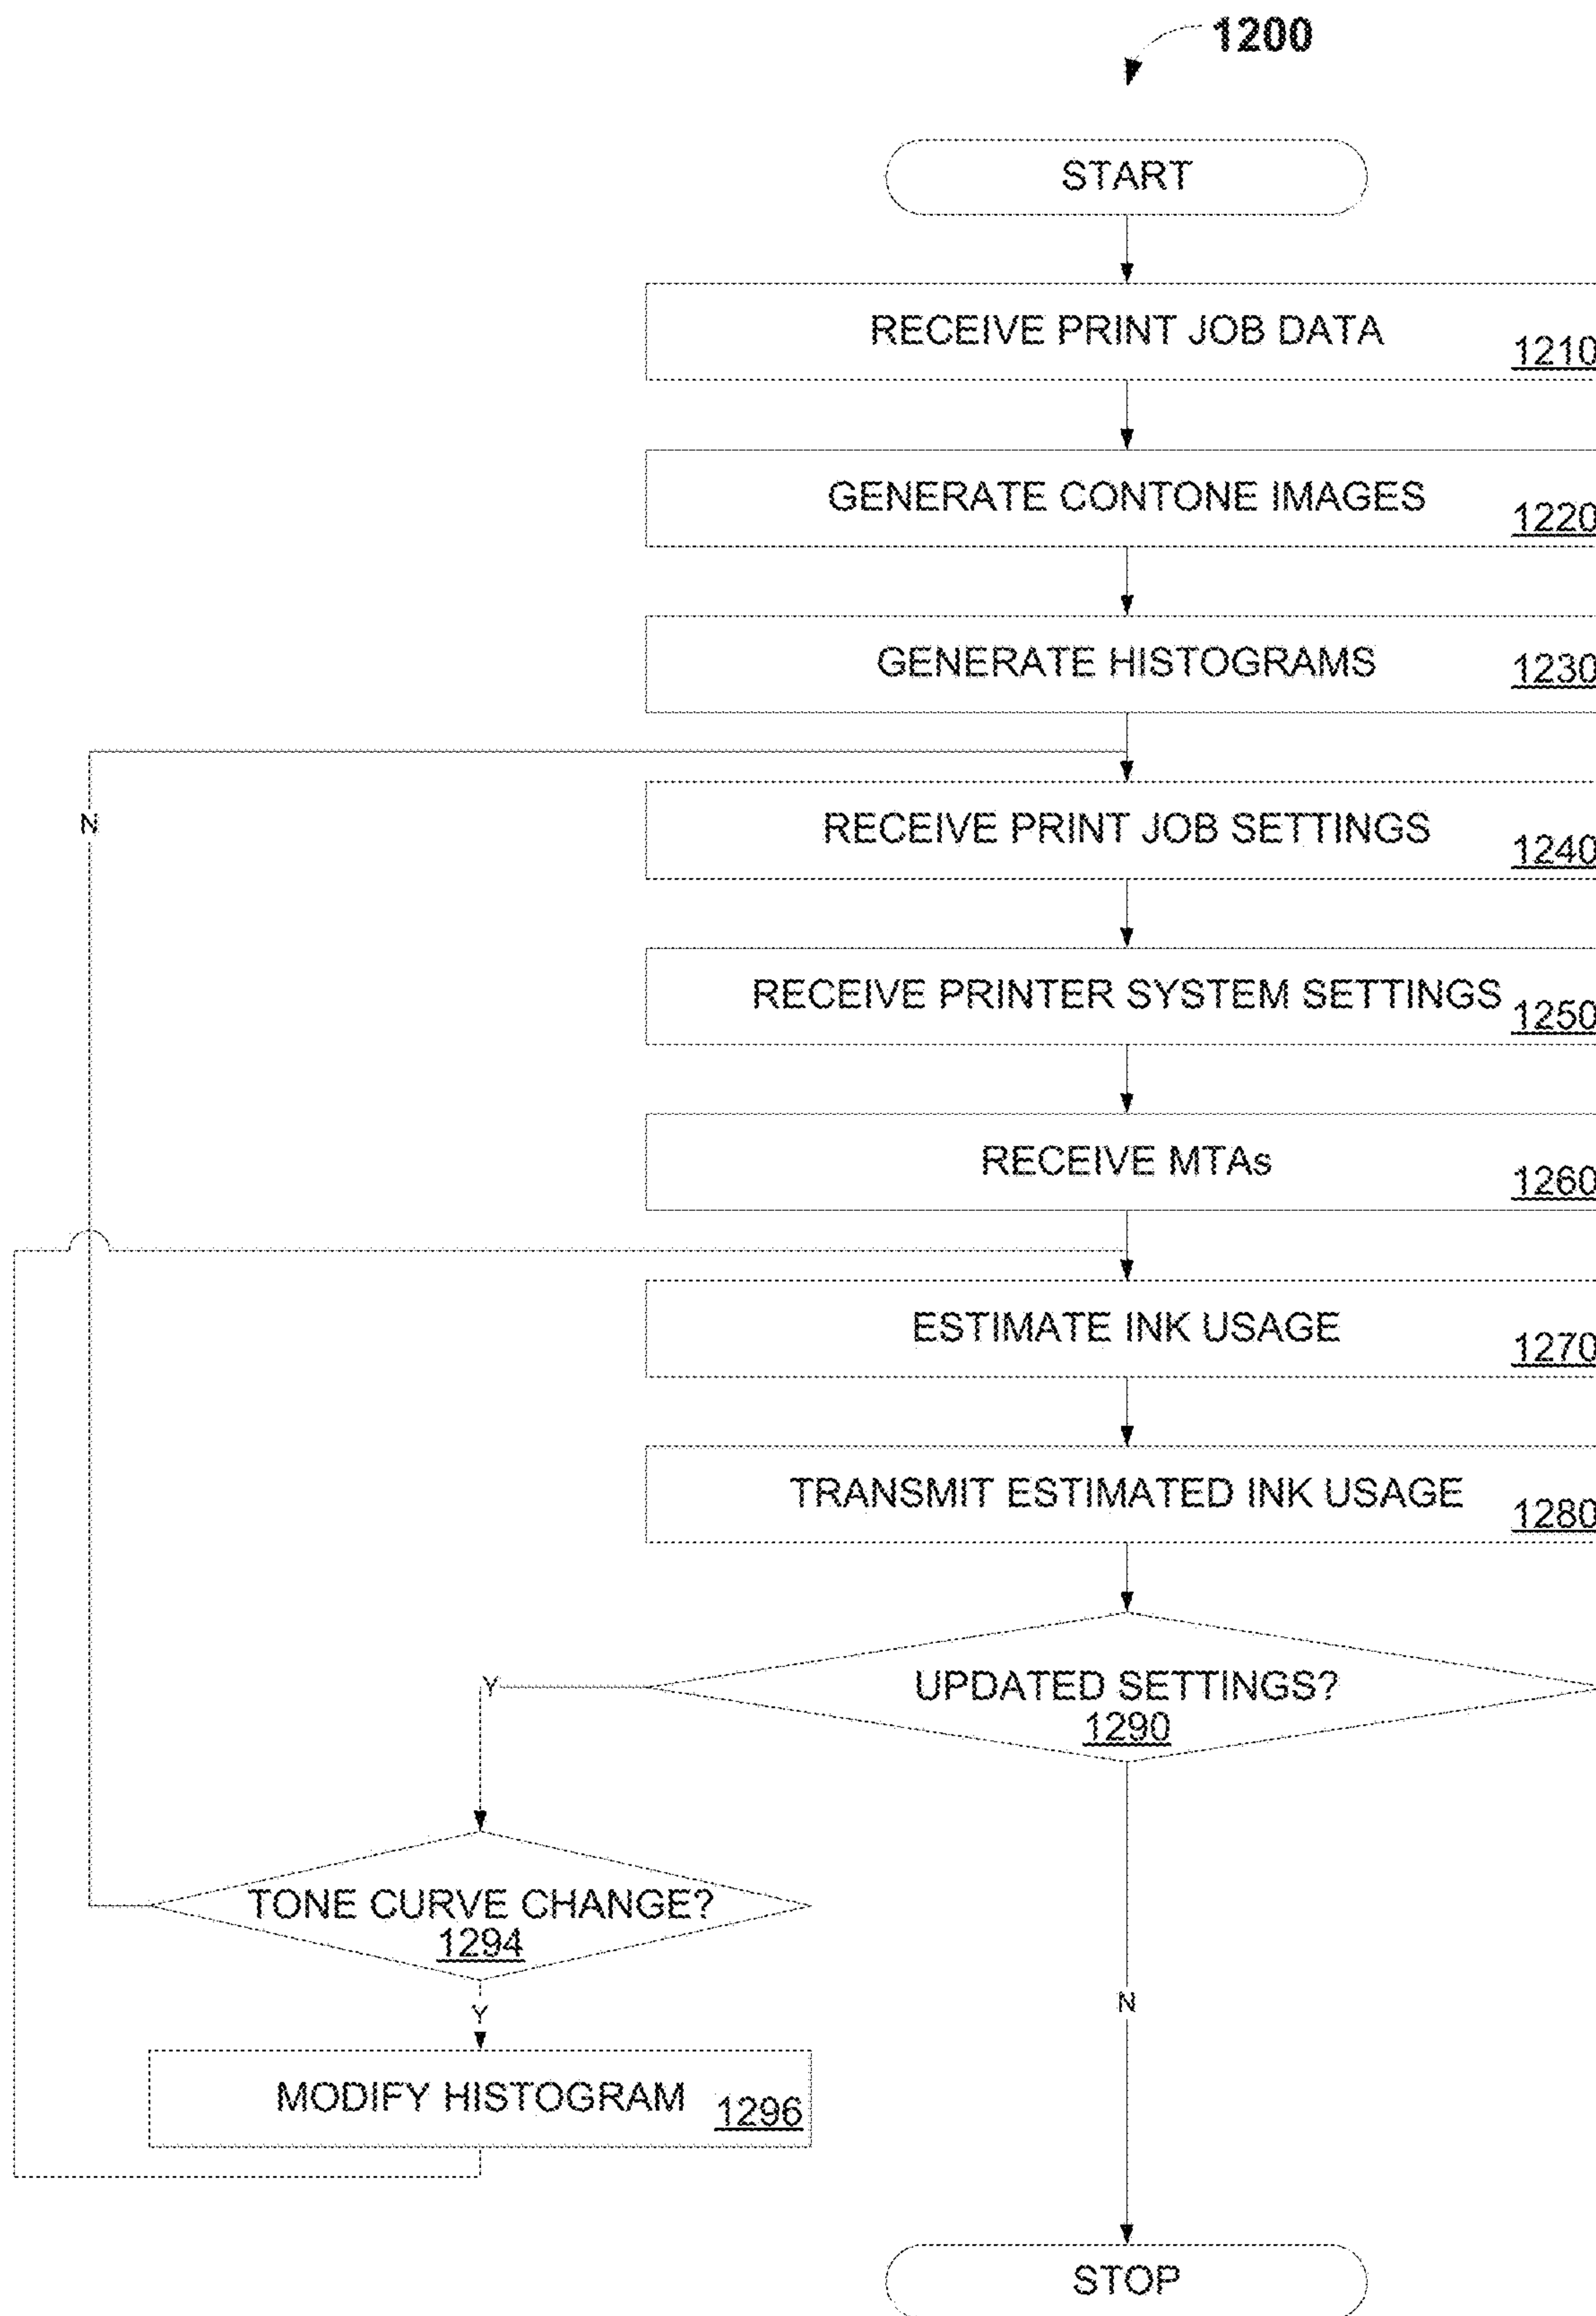 1200
START
RECEIVE PRINT JOB DATA
1210
GENERATE CONTONE IMAGES
1220
GENERATE HISTOGRAMS
1230
N
RECEIVE PRINT JOB SETTINGS
1240
RECEIVE PRINTER SYSTEM SETTINGS
1250
RECEIVE MTAs
1260
ESTIMATE INK USAGE
1270
TRANSMIT ESTIMATED INK USAGE
1280
Y
UPDATED SETTINGS?
1290
TONE CURVE CHANGE?
1294
Y
N
MODIFY HISTOGRAM
1296
STOP